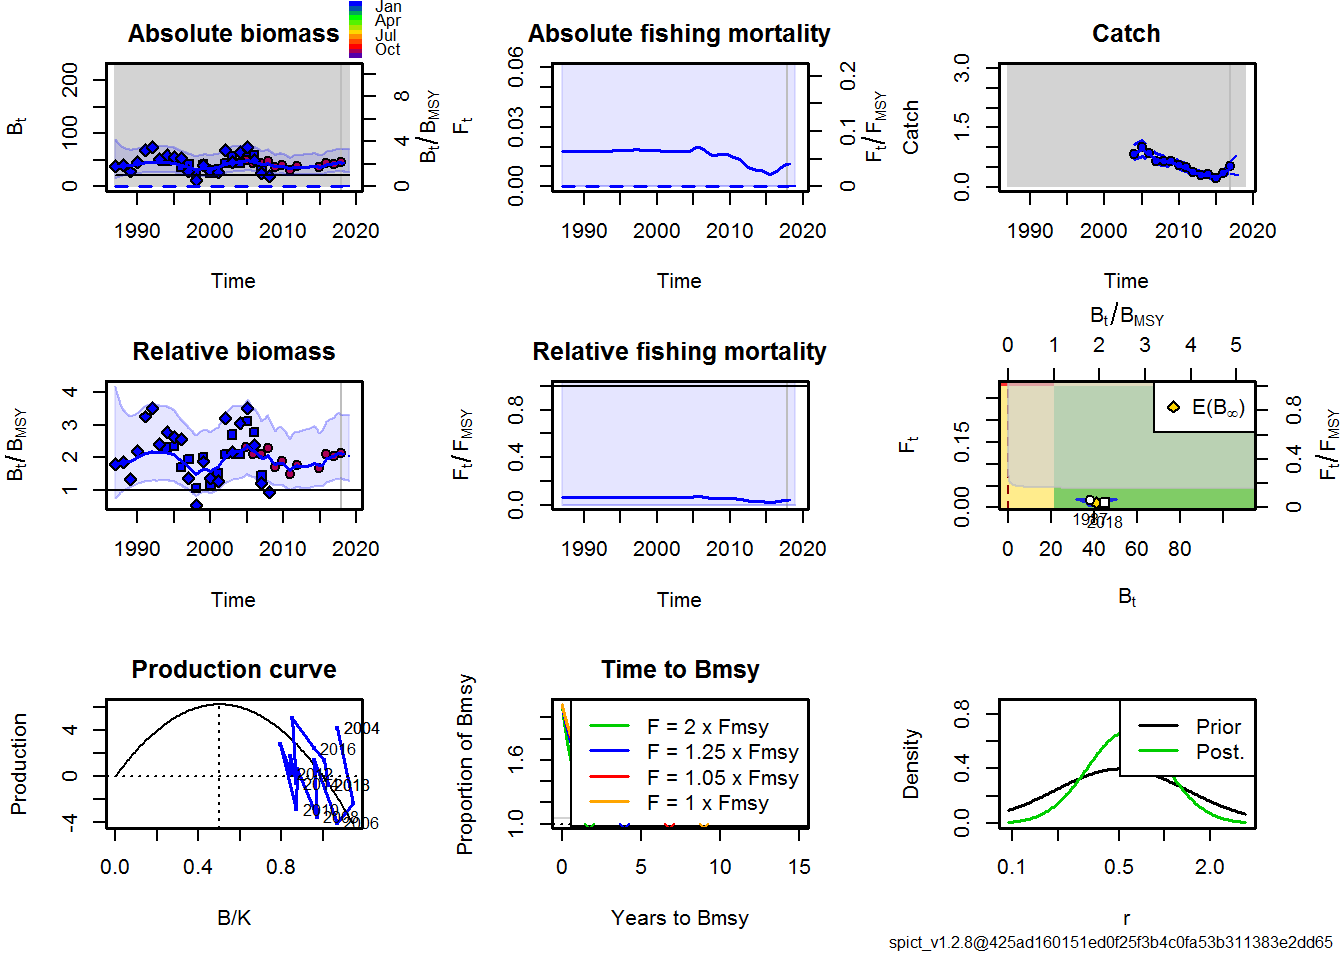 Jan
Apr
Jul
Oct
Absolute biomass
Absolute fishing mortality
Catch
Bt
0 100 200
0 4 8
Bt/BMSY
1990 2000 2010 2020
Time
Ft
0.00 0.03 0.06
0 0.1 0.2
Ft/FMSY
1990 2000 2010 2020
Time
Catch
0.0 1.5 3.0
1990 2000 2010 2020
Time
Relative biomass
Bt/BMSY
1 2 3 4
1990 2000 2010 2020
Time
Relative fishing mortality
Ft/FMSY
0.0 0.4 0.8
1990 2000 2010 2020
Time
Bt/BMSY
0 1 2 3 4 5
E(B∞)
Ft
0.00 0.15
0 0.4 0.8
Ft/FMSY
1987
2018
0 20 40 60 80
Bt
Production curve
Production
-4 0 4
2004
2016
2012
2018
2006
0.0 0.4 0.8
B/K
Time to Bmsy
Proportion of Bmsy
1.0 1.6
F = 2 x Fmsy
F = 1.25 x Fmsy
F = 1.05 x Fmsy
F = 1 x Fmsy
0 5 10 15
Years to Bmsy
Density
0.0 0.4 0.8
Prior
Post.
0.1 0.5 2.0
r
spict_v1.2.8@425ad160151ed0f25f3b4c0fa53b311383e2dd65